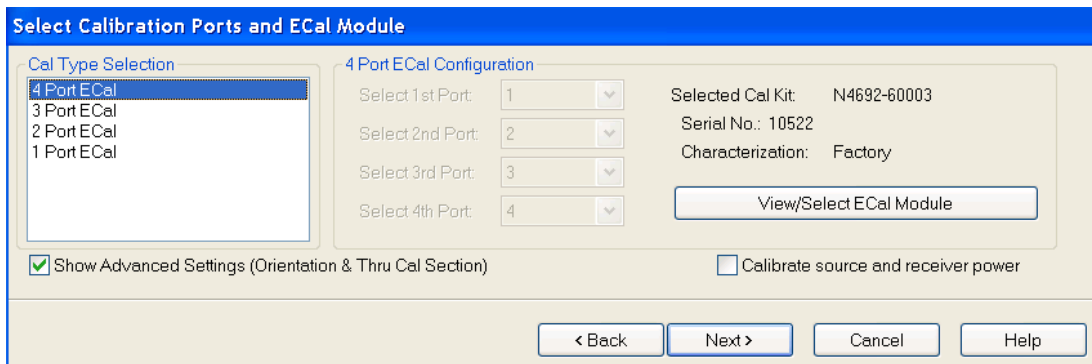 Select Calibration Ports and ECal Module
Cal Type Selection
4 Port ECal
3 Port ECal
2 Port ECal
1 Port ECal
4 Port ECal Configuration
Select 1st Port: 1
Select 2nd Port: 2
Select 3rd Port: 3
Select 4th Port: 4
Selected Cal Kit: N4692-60003
Serial No.: 10522
Characterization: Factory
View/Select ECal Module
Show Advanced Settings (Orientation & Thru Cal Section)
Calibrate source and receiver power
< Back
Next >
Cancel
Help